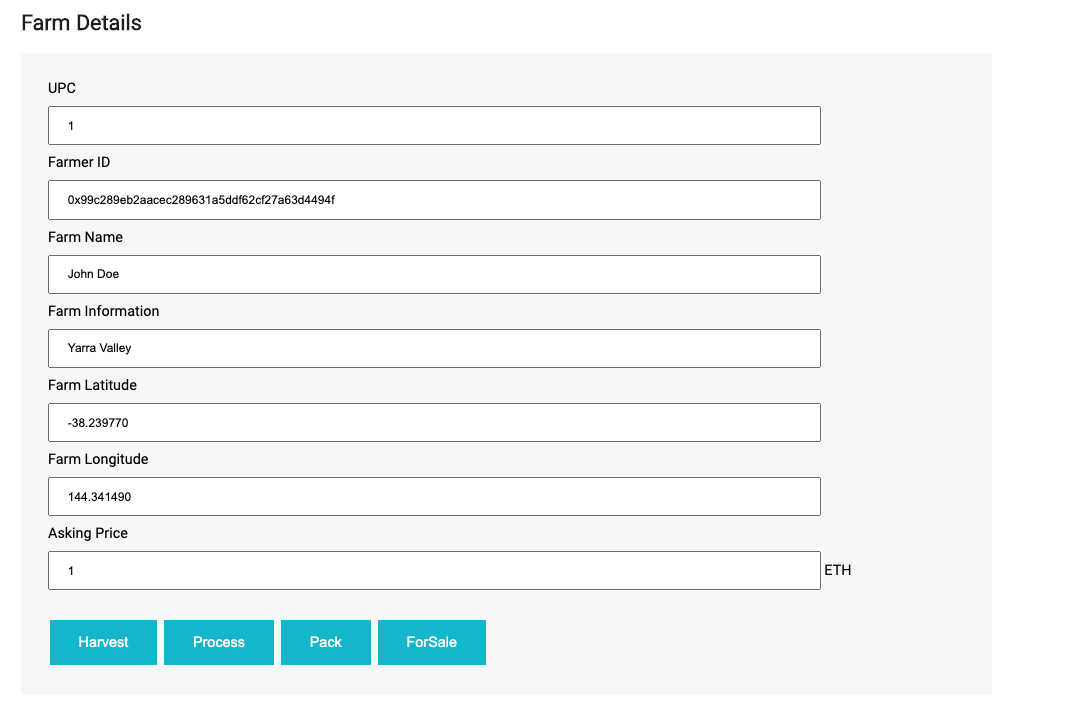 Farm Details
UPC
1
Farmer ID
0x99c289eb2aacec289631a5ddf62cf27a63d4494f
Farm Name
John Doe
Farm Information
Yarra Valley
Farm Latitude
-38.239770
Farm Longitude
144.341490
Asking Price
1 ETH
Harvest Process Pack ForSale